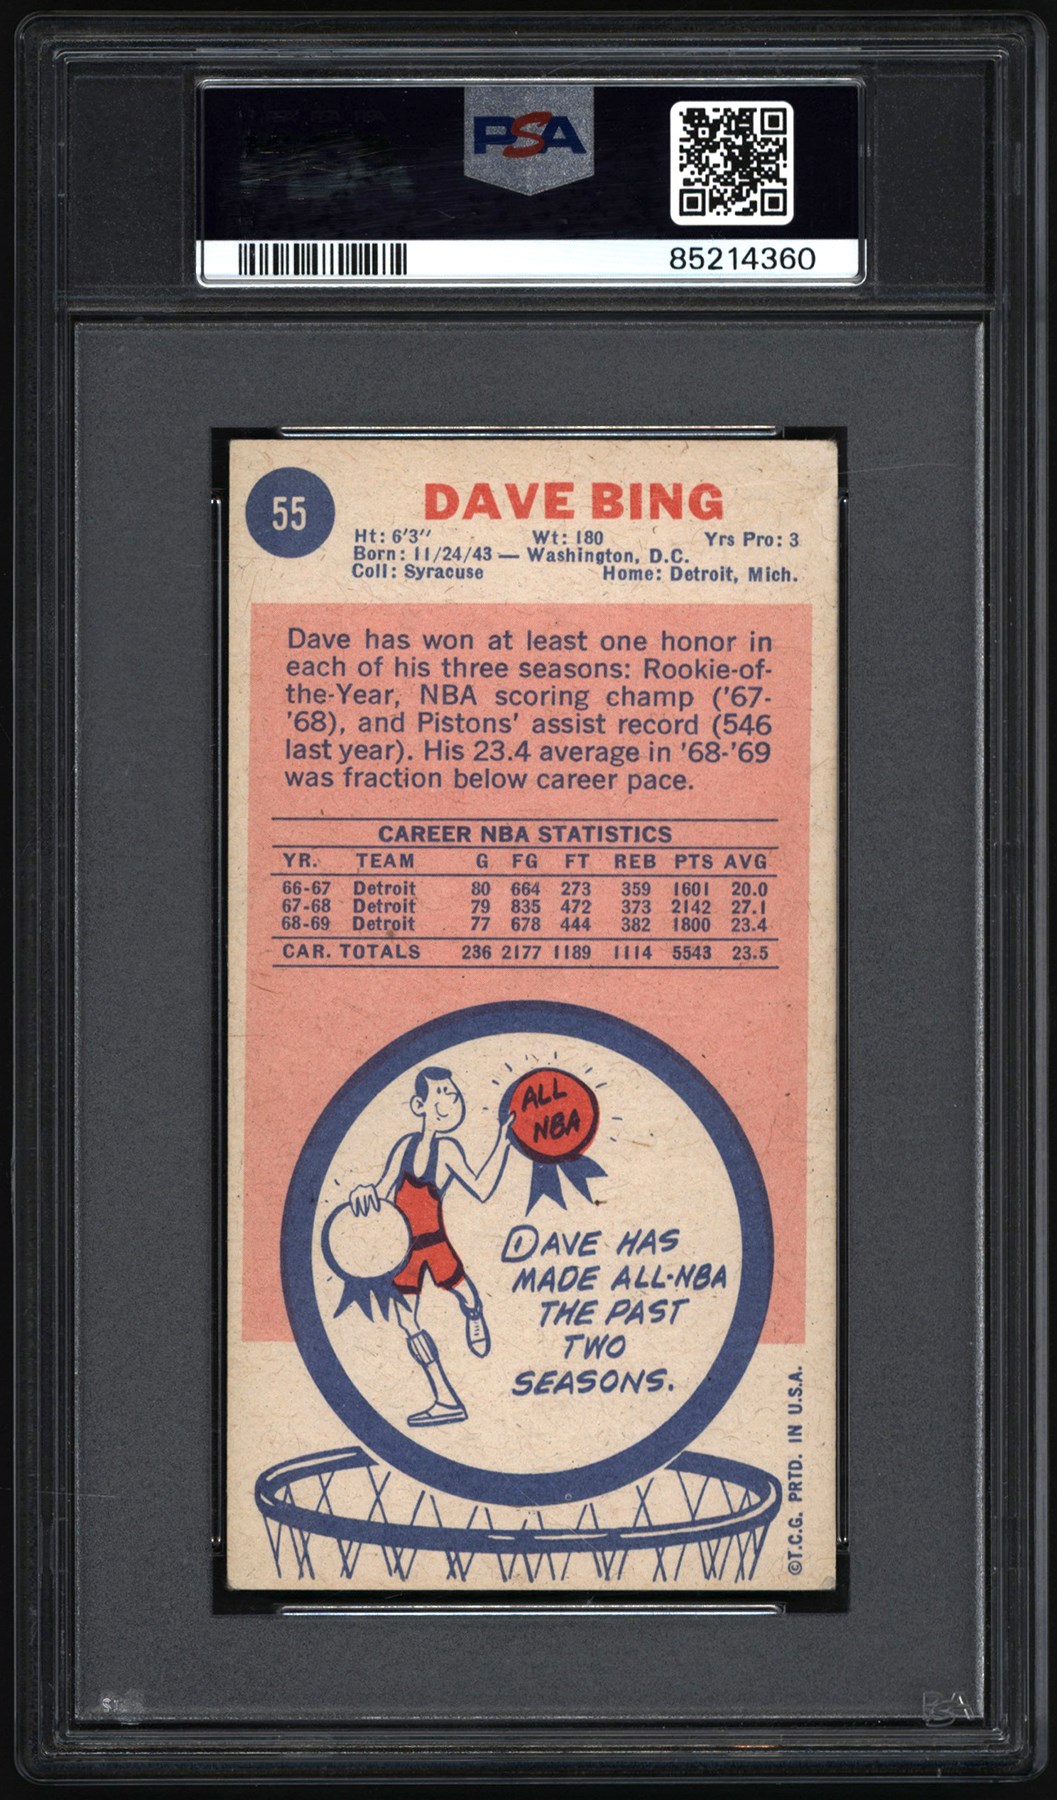 PSA
85214360
55
DAVE BING
Ht: 6'3" Wt: 180 Yrs Pro: 3
Born: 11/24/43 — Washington, D.C.
Coll: Syracuse Home: Detroit, Mich.
Dave has won at least one honor in
each of his three seasons: Rookie-of-
the-Year, NBA scoring champ ('67-
'68), and Pistons' assist record (546
last year). His 23.4 average in '68-'69
was fraction below career pace.
CAREER NBA STATISTICS
YR. TEAM G FG FT REB PTS AVG
66-67 Detroit 80 664 273 359 1601 20.0
67-68 Detroit 79 835 472 373 2142 27.1
68-69 Detroit 77 678 444 382 1800 23.4
CAR. TOTALS 236 2177 1189 1114 5543 23.5
ALL
NBA
DAVE HAS
MADE ALL-NBA
THE PAST
TWO
SEASONS.
©T.C.G. PRTD. IN U.S.A.
PSA